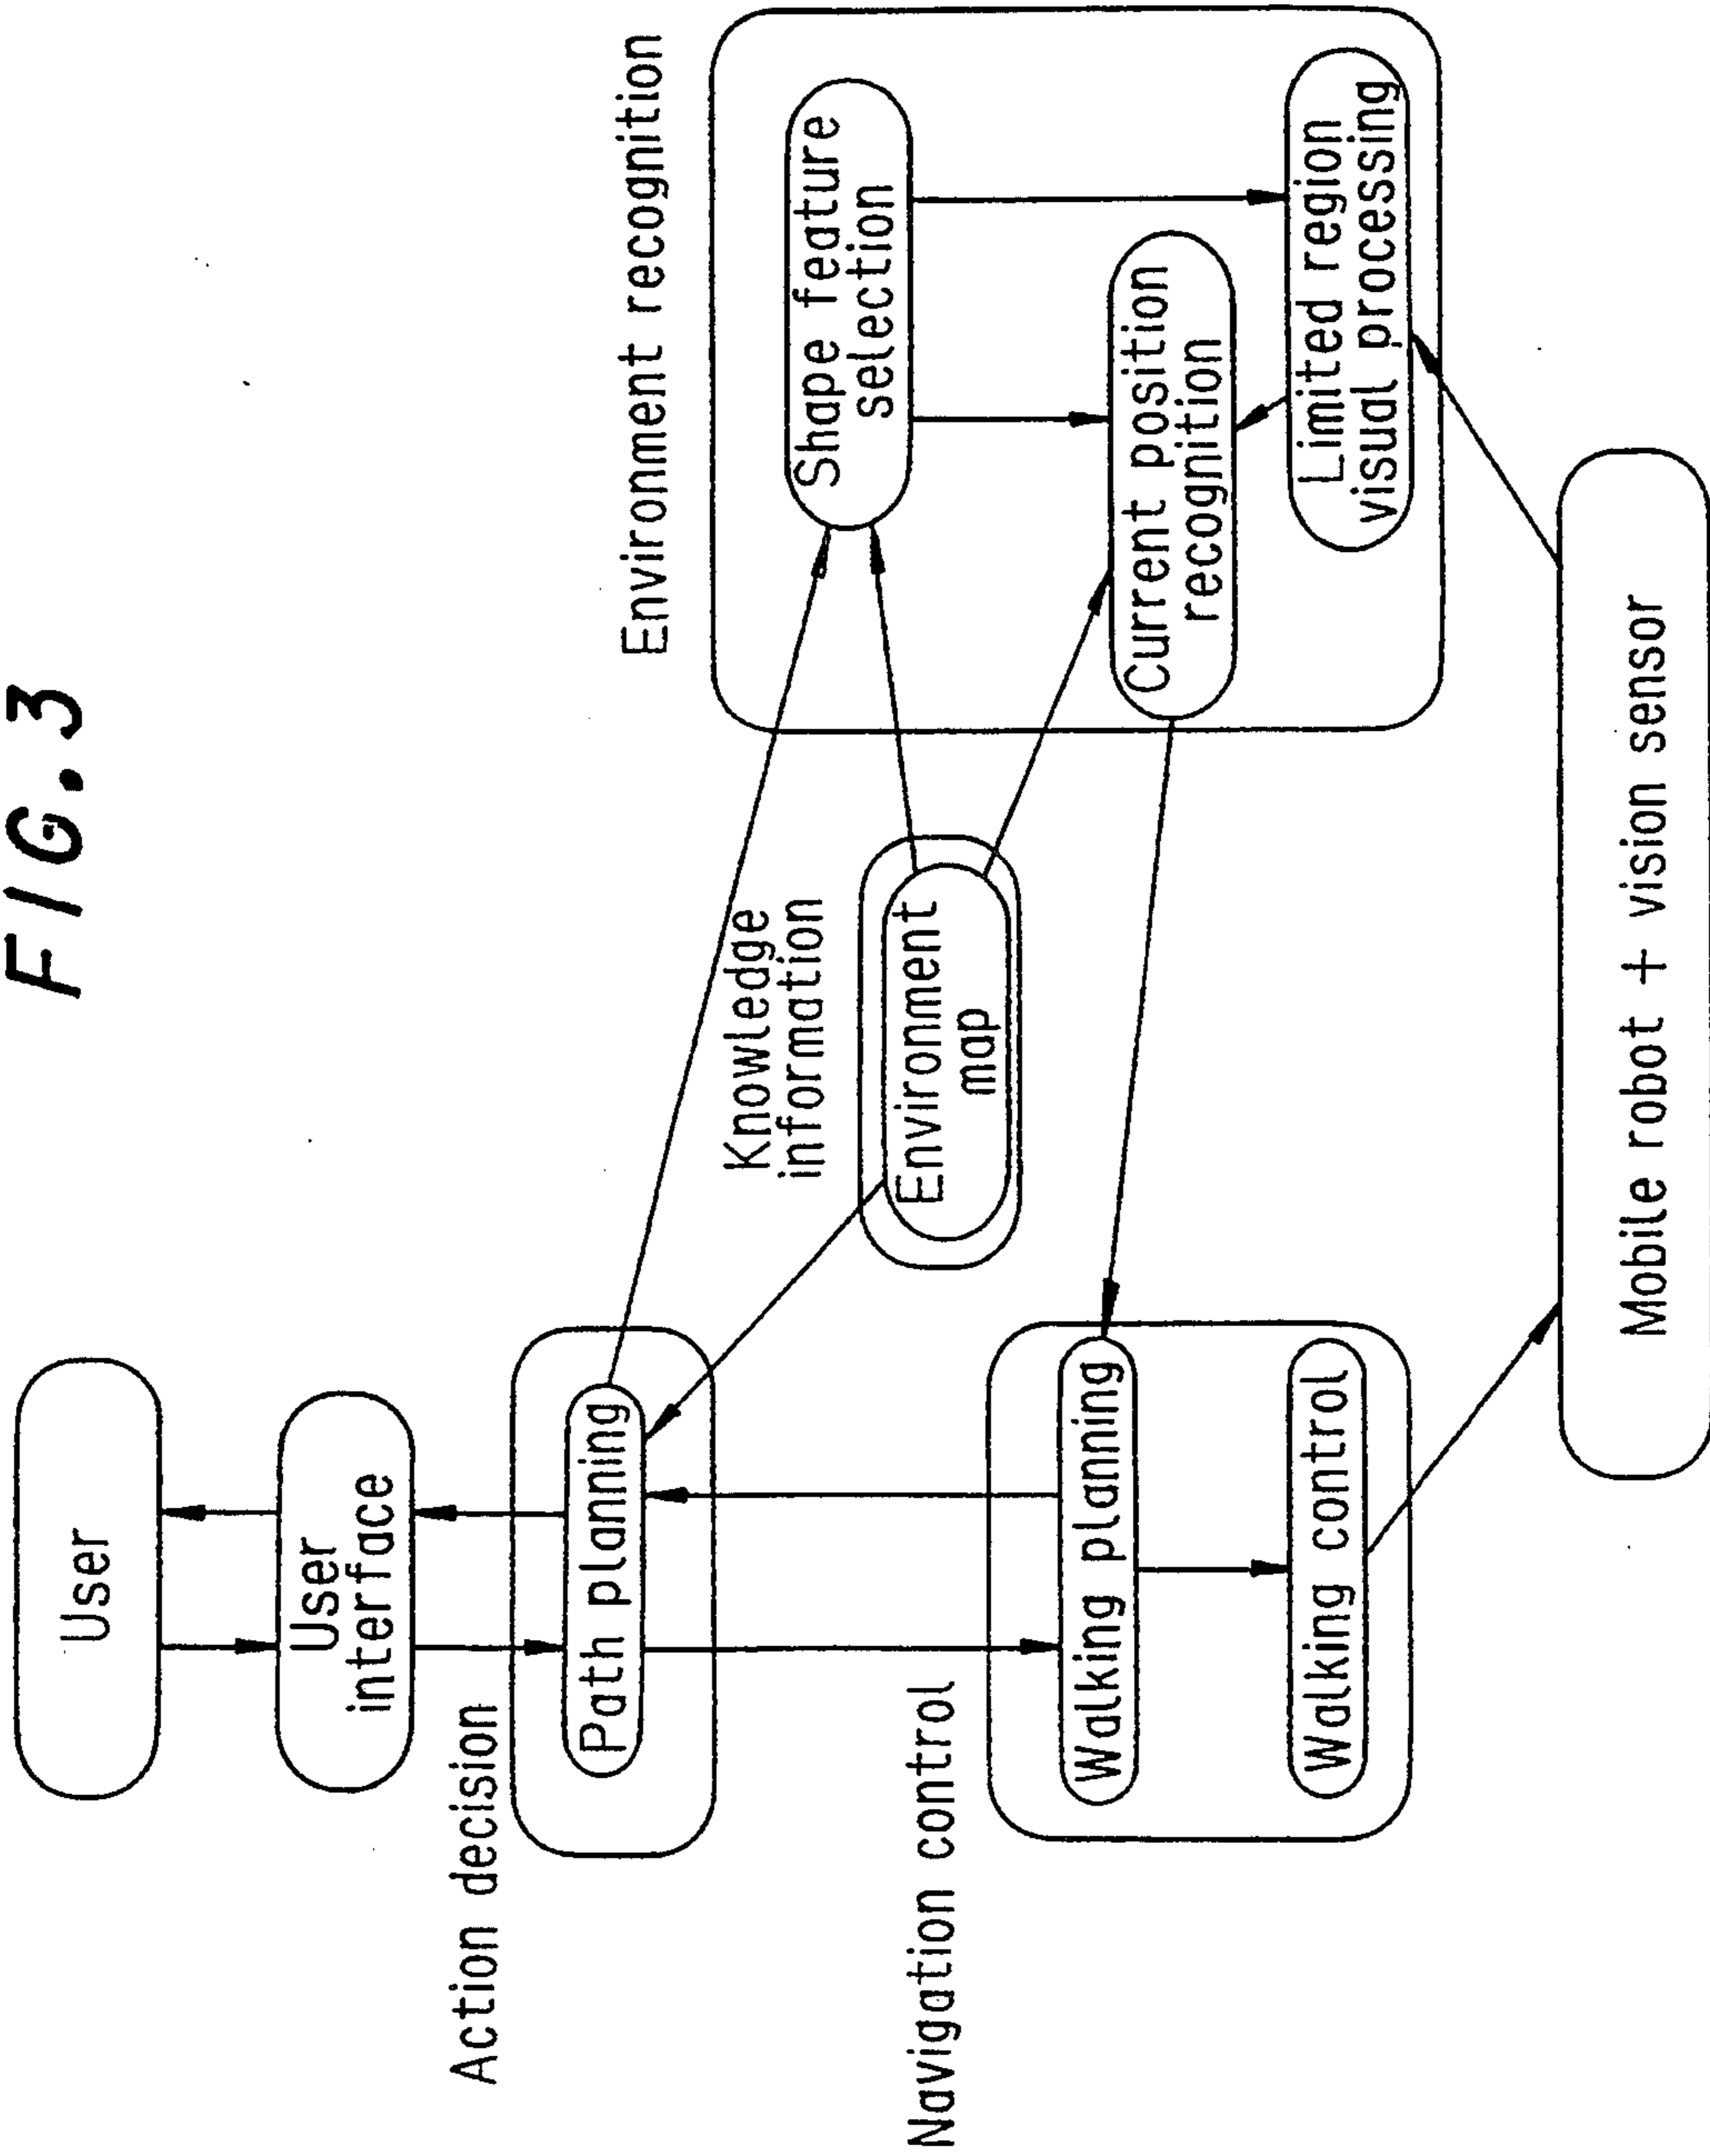 FIG.3
User
User
interface
Action decision
Path planning
Navigation control
Walking planning
Walking control
Knowledge
information
Environment
map
Environment recognition
Shape feature
selection
Current position
recognition
Limited region
visual processing
Mobile robot + vision sensor